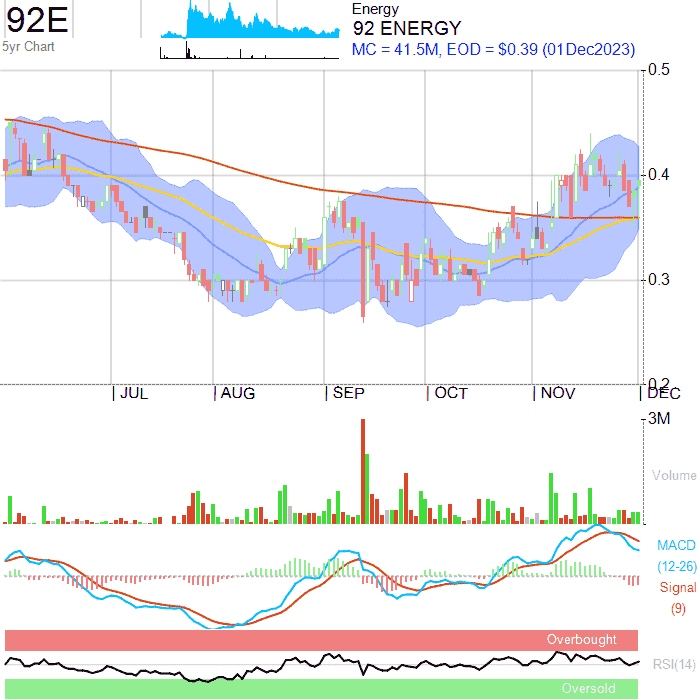 92E
5yr Chart
Energy
92 ENERGY
MC = 41.5M, EOD = $0.39 (01Dec2023)
0.5
0.4
0.3
0.2
JUL AUG SEP OCT NOV DEC
3M
Volume
MACD
(12-26)
Signal
(9)
Overbought
RSI(14)
Oversold